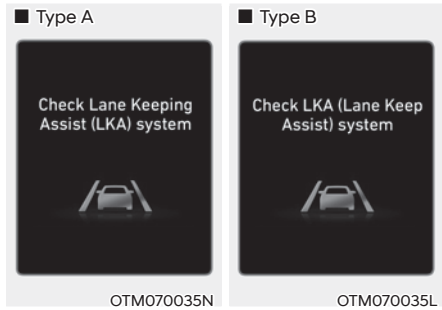 ■ Type A
Check Lane Keeping
Assist (LKA) system
OTM070035N
■ Type B
Check LKA (Lane Keep
Assist) system
OTM070035L